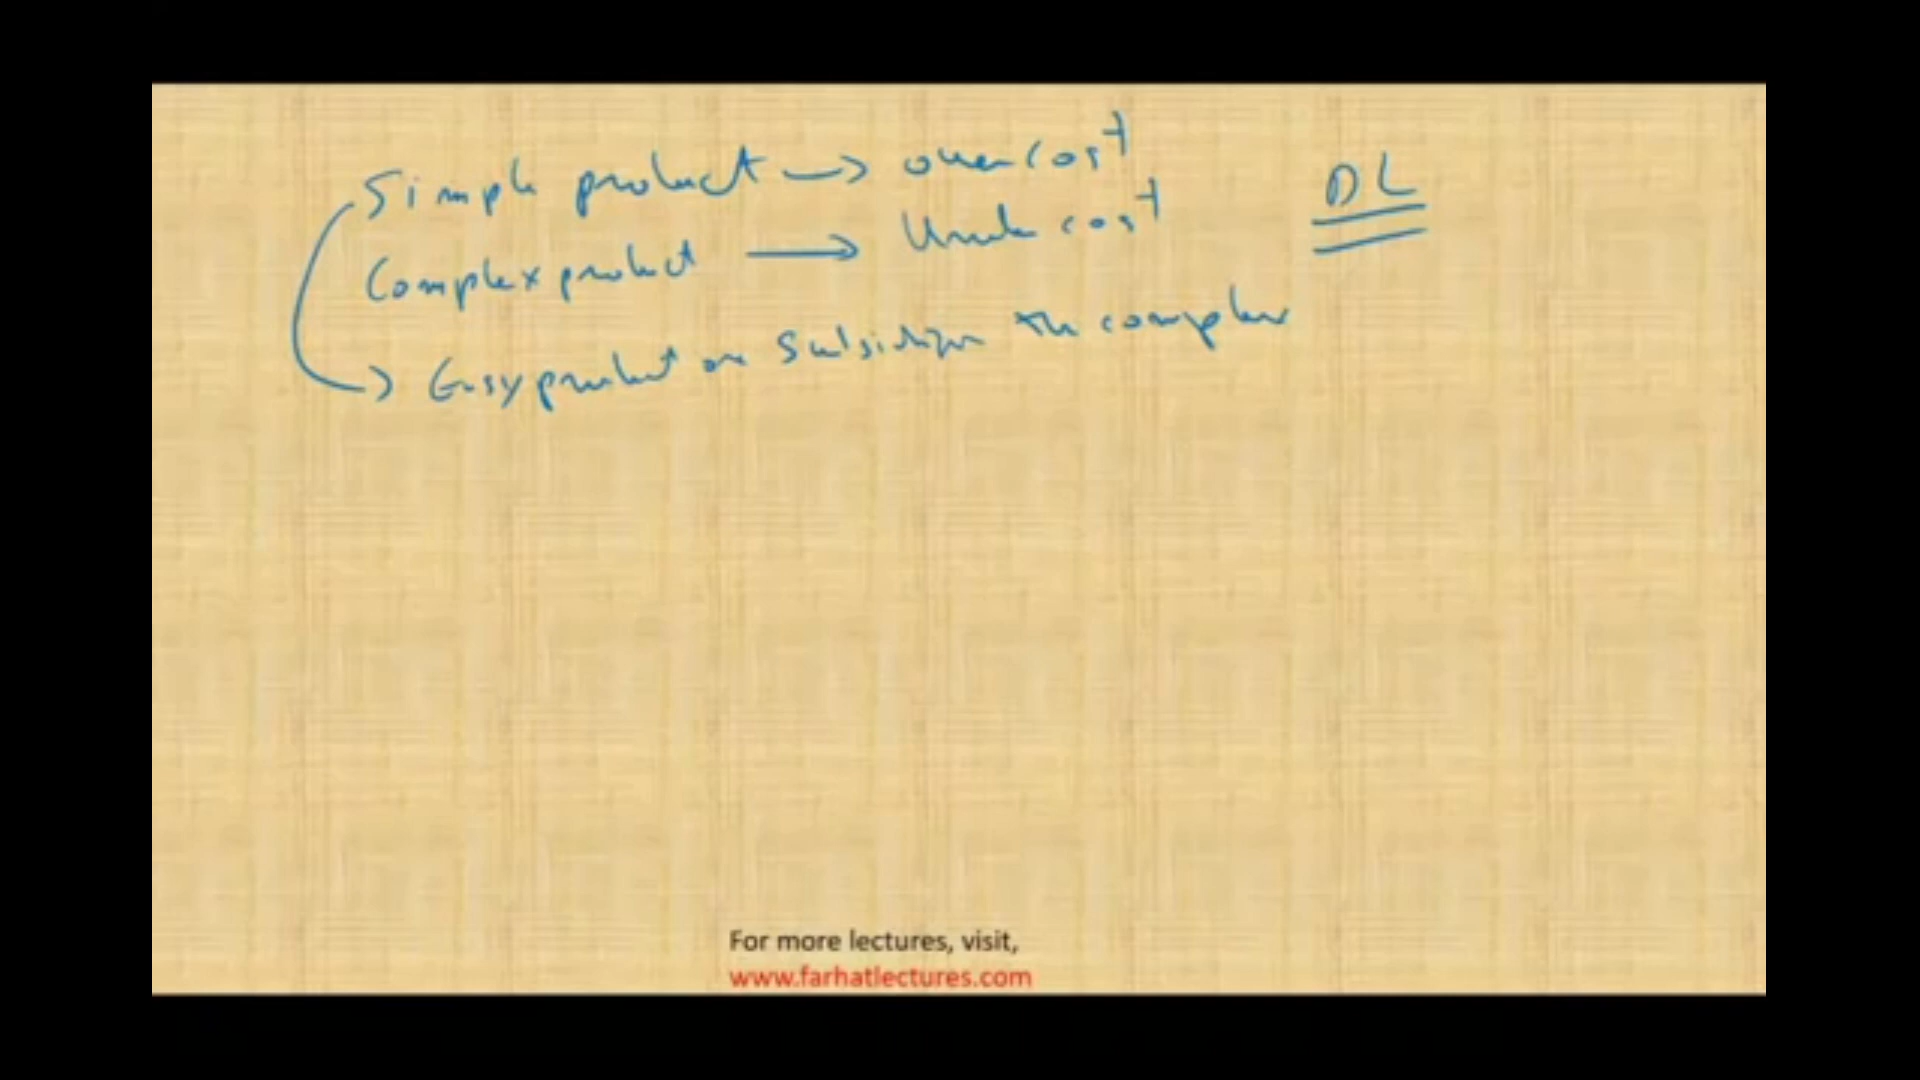 Simple product → over cost
DL
Complex product → Under cost
Easy product are subsidizing the complex
For more lectures, visit,
www.farhatlectures.com